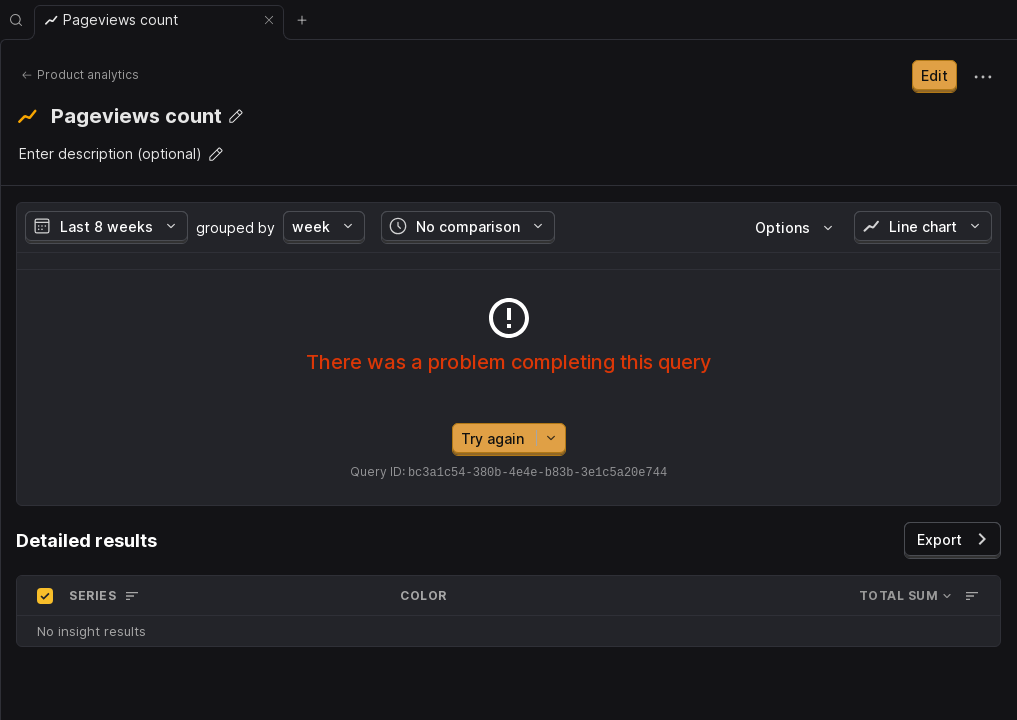 Pageviews count
Product analytics
Edit
Pageviews count
Enter description (optional)
Last 8 weeks grouped by week No comparison Options Line chart
There was a problem completing this query
Try again
Query ID: bc3a1c54-380b-4e4e-b83b-3e1c5a20e744
Detailed results
Export
SERIES COLOR TOTAL SUM
No insight results